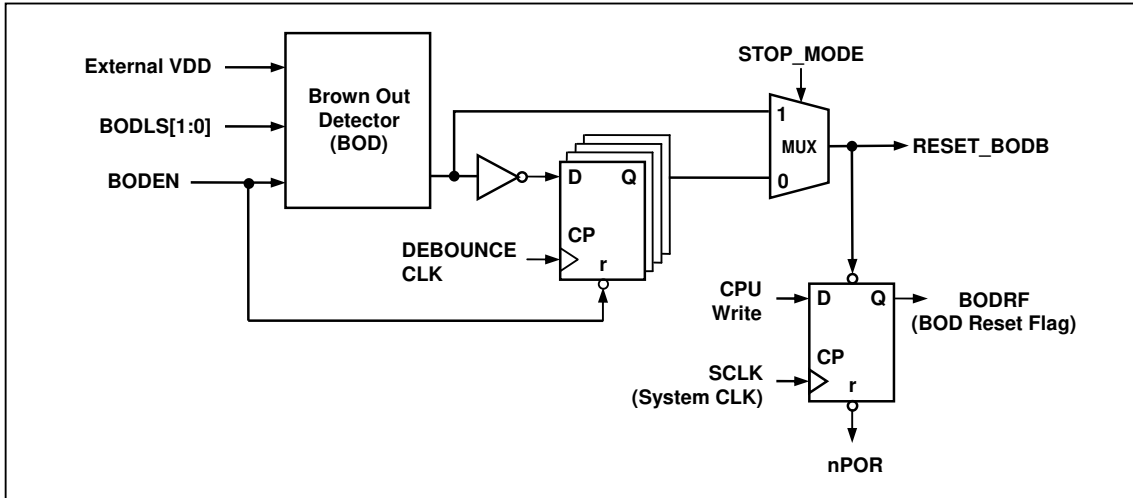 STOP_MODE
External VDD
Brown Out
Detector
(BOD)
1
BODLS[1:0]
MUX
RESET_BODB
BODEN
D
Q
0
CP
DEBOUNCE
CLK
r
CPU
Write
D
Q
BODRF
(BOD Reset Flag)
CP
SCLK
(System CLK)
r
nPOR